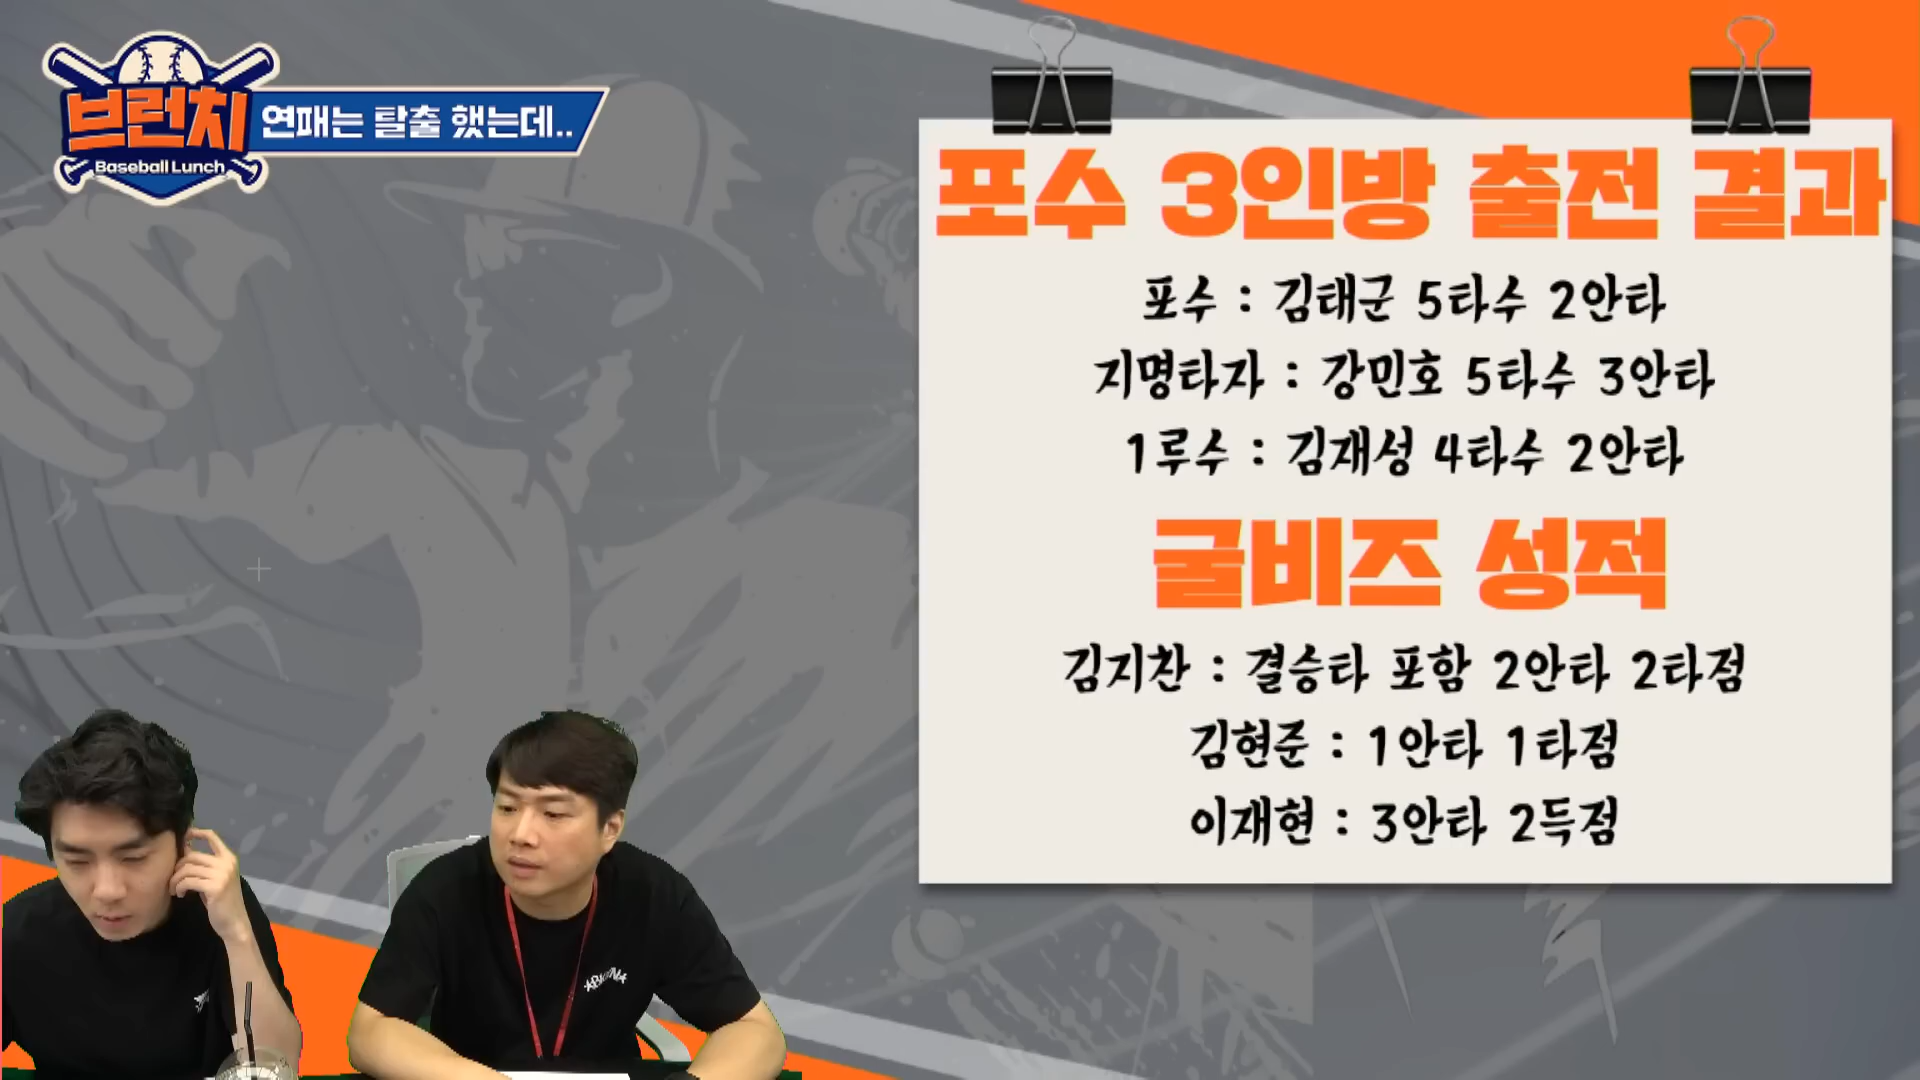 브런치
Baseball Lunch
연패는 탈출 했는데..
포수 3인방 출전 결과
포수 : 김태군 5타수 2안타
지명타자 : 강민호 5타수 3안타
1루수 : 김재성 4타수 2안타
굴비즈 성적
김지찬 : 결승타 포함 2안타 2타점
김현준 : 1안타 1타점
이재현 : 3안타 2득점